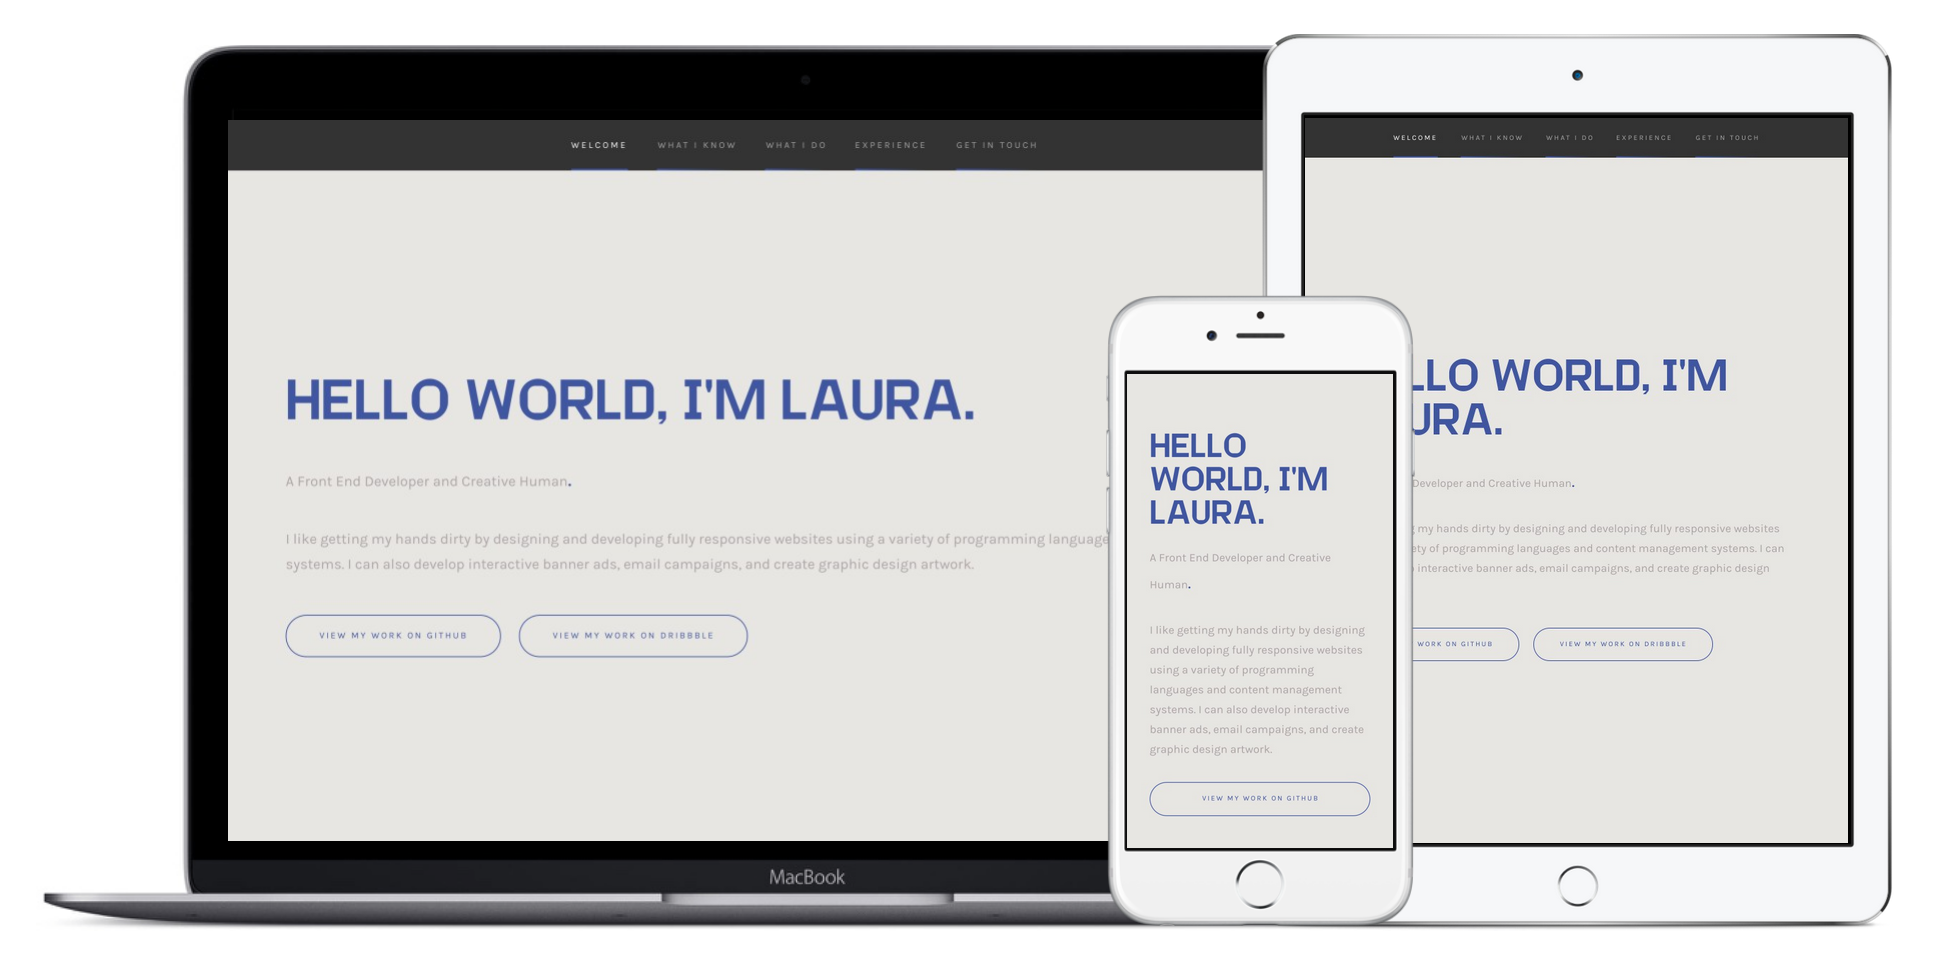 WELCOME WHAT I KNOW WHAT I DO EXPERIENCE GET IN TOUCH
HELLO WORLD, I'M LAURA.
A Front End Developer and Creative Human.
I like getting my hands dirty by designing and developing fully responsive websites using a variety of programming language
systems. I can also develop interactive banner ads, email campaigns, and create graphic design artwork.
VIEW MY WORK ON GITHUB VIEW MY WORK ON DRIBBBLE
MacBook
HELLO
WORLD, I'M
LAURA.
A Front End Developer and Creative
Human.
I like getting my hands dirty by designing
and developing fully responsive websites
using a variety of programming
languages and content management
systems. I can also develop interactive
banner ads, email campaigns, and create
graphic design artwork.
VIEW MY WORK ON GITHUB
WELCOME WHAT I KNOW WHAT I DO EXPERIENCE GET IN TOUCH
LLO WORLD, I'M
URA.
Developer and Creative Human.
my hands dirty by designing and developing fully responsive websites
ety of programming languages and content management systems. I can
interactive banner ads, email campaigns, and create graphic design
WORK ON GITHUB VIEW MY WORK ON DRIBBBLE